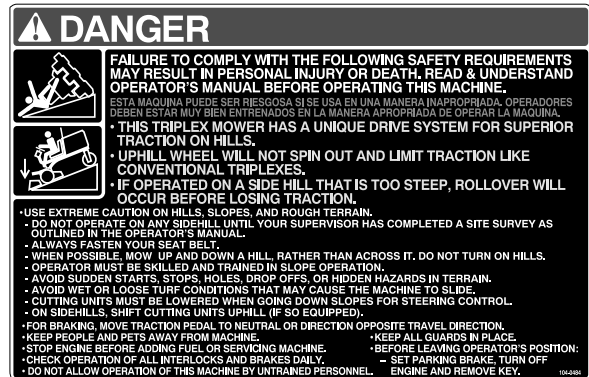 DANGER
FAILURE TO COMPLY WITH THE FOLLOWING SAFETY REQUIREMENTS
MAY RESULT IN PERSONAL INJURY OR DEATH. READ & UNDERSTAND
OPERATOR'S MANUAL BEFORE OPERATING THIS MACHINE.
ESTA MAQUINA PUEDE SER RIESGOSA SI SE USA EN UNA MANERA INAPROPRIADA. OPERADORES
DEBEN ESTAR MUY BIEN ENTRENADOS EN LA MANERA APROPRIADA DE OPERAR LA MAQUINA.
• THIS TRIPLEX MOWER HAS A UNIQUE DRIVE SYSTEM FOR SUPERIOR
TRACTION ON HILLS.
• UPHILL WHEEL WILL NOT SPIN OUT AND LIMIT TRACTION LIKE
CONVENTIONAL TRIPLEXES.
• IF OPERATED ON A SIDE HILL THAT IS TOO STEEP, ROLLOVER WILL
OCCUR BEFORE LOSING TRACTION.
• USE EXTREME CAUTION ON HILLS, SLOPES, AND ROUGH TERRAIN.
- DO NOT OPERATE ON ANY SIDEHILL UNTIL YOUR SUPERVISOR HAS COMPLETED A SITE SURVEY AS
OUTLINED IN THE OPERATOR'S MANUAL.
- ALWAYS FASTEN YOUR SEAT BELT.
- WHEN POSSIBLE, MOW UP AND DOWN A HILL, RATHER THAN ACROSS IT. DO NOT TURN ON HILLS.
- OPERATOR MUST BE SKILLED AND TRAINED IN SLOPE OPERATION.
- AVOID SUDDEN STARTS, STOPS, HOLES, DROP OFFS, OR HIDDEN HAZARDS IN TERRAIN.
- AVOID WET OR LOOSE TURF CONDITIONS THAT MAY CAUSE THE MACHINE TO SLIDE.
- CUTTING UNITS MUST BE LOWERED WHEN GOING DOWN SLOPES FOR STEERING CONTROL.
- ON SIDEHILLS, SHIFT CUTTING UNITS UPHILL (IF SO EQUIPPED).
• FOR BRAKING, MOVE TRACTION PEDAL TO NEUTRAL OR DIRECTION OPPOSITE TRAVEL DIRECTION.
• KEEP PEOPLE AND PETS AWAY FROM MACHINE.
• STOP ENGINE BEFORE ADDING FUEL OR SERVICING MACHINE.
• CHECK OPERATION OF ALL INTERLOCKS AND BRAKES DAILY.
• DO NOT ALLOW OPERATION OF THIS MACHINE BY UNTRAINED PERSONNEL.
• KEEP ALL GUARDS IN PLACE.
• BEFORE LEAVING OPERATOR'S POSITION:
– SET PARKING BRAKE, TURN OFF
ENGINE AND REMOVE KEY.
104-0484